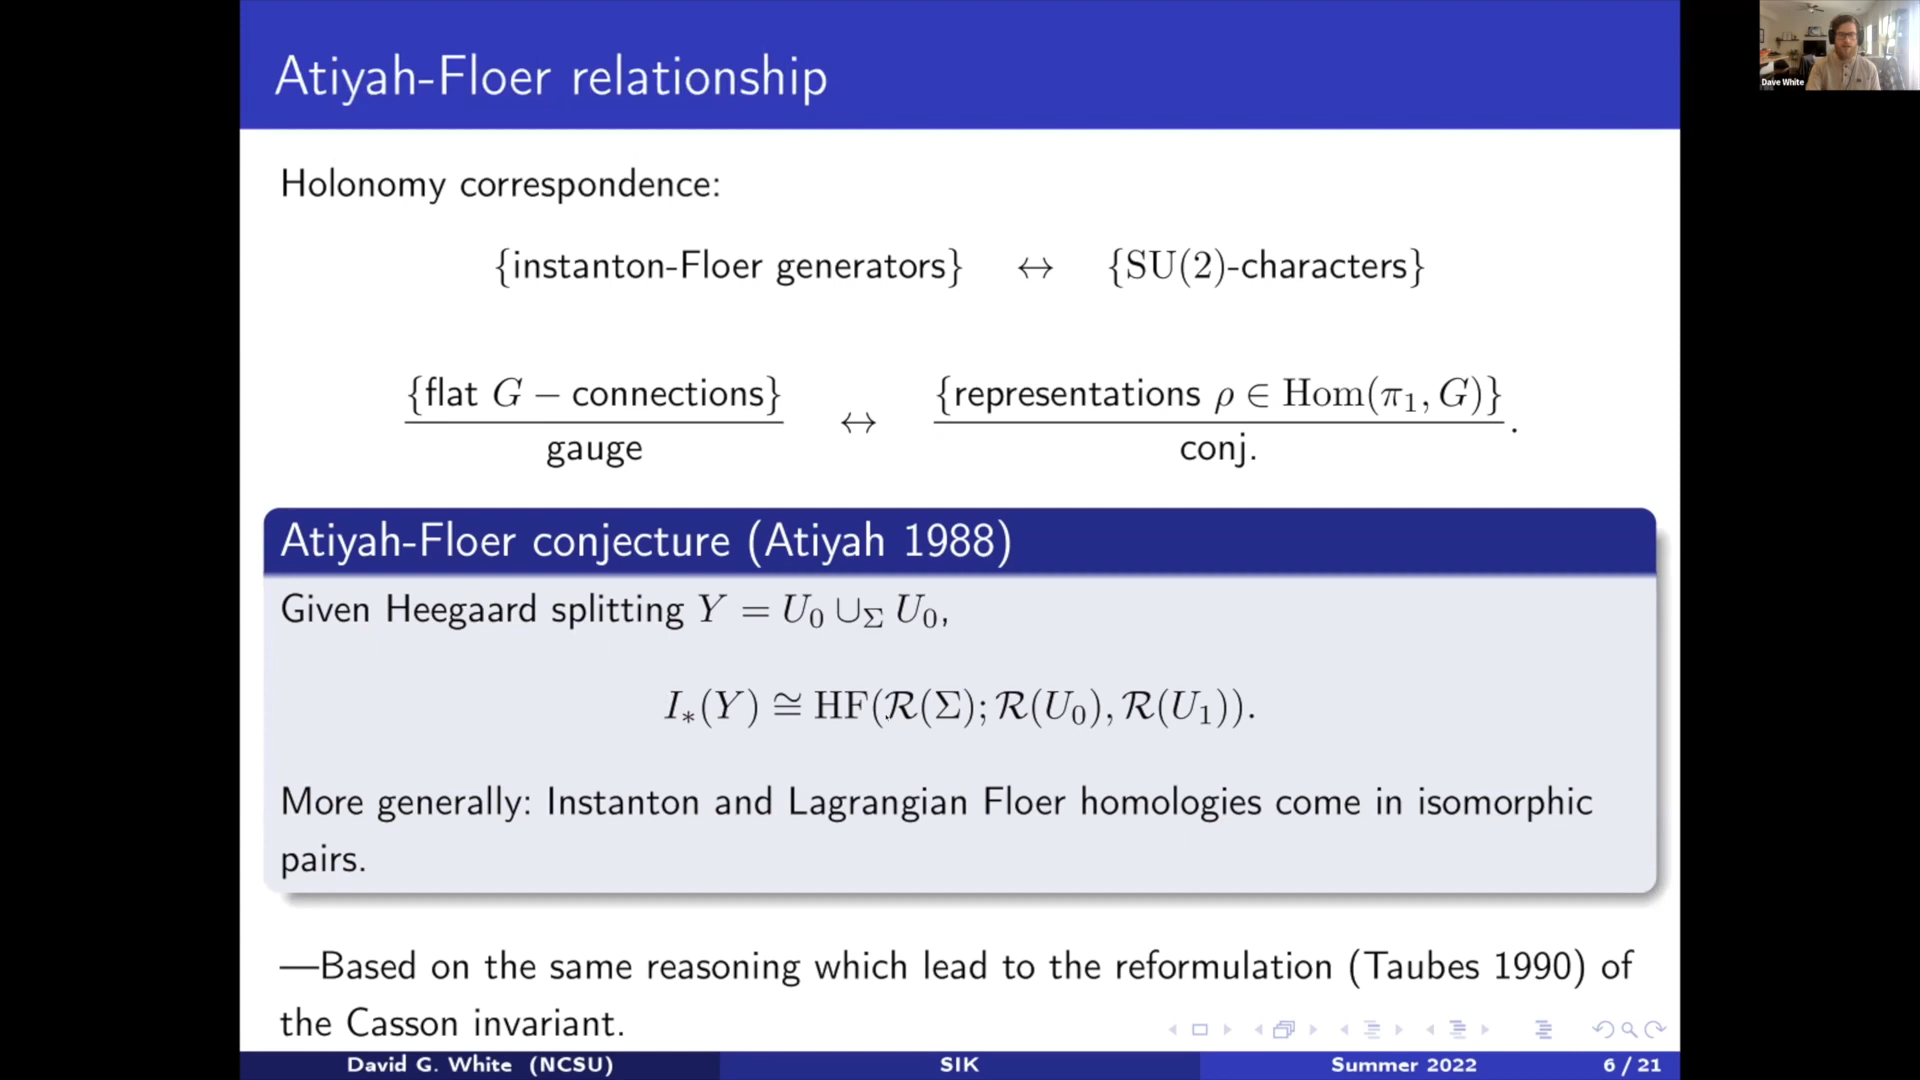 Atiyah-Floer relationship
Dave White
Holonomy correspondence:
{instanton-Floer generators} ↔ {SU(2)-characters}
{flat G − connections} / gauge ↔ {representations ρ ∈ Hom(π₁, G)} / conj. .
Atiyah-Floer conjecture (Atiyah 1988)
Given Heegaard splitting Y = U₀ ∪_Σ U₀,
I_*(Y) ≅ HF(ℛ(Σ); ℛ(U₀), ℛ(U₁)).
More generally: Instanton and Lagrangian Floer homologies come in isomorphic
pairs.
—Based on the same reasoning which lead to the reformulation (Taubes 1990) of
the Casson invariant.
David G. White (NCSU) SIK Summer 2022 6 / 21